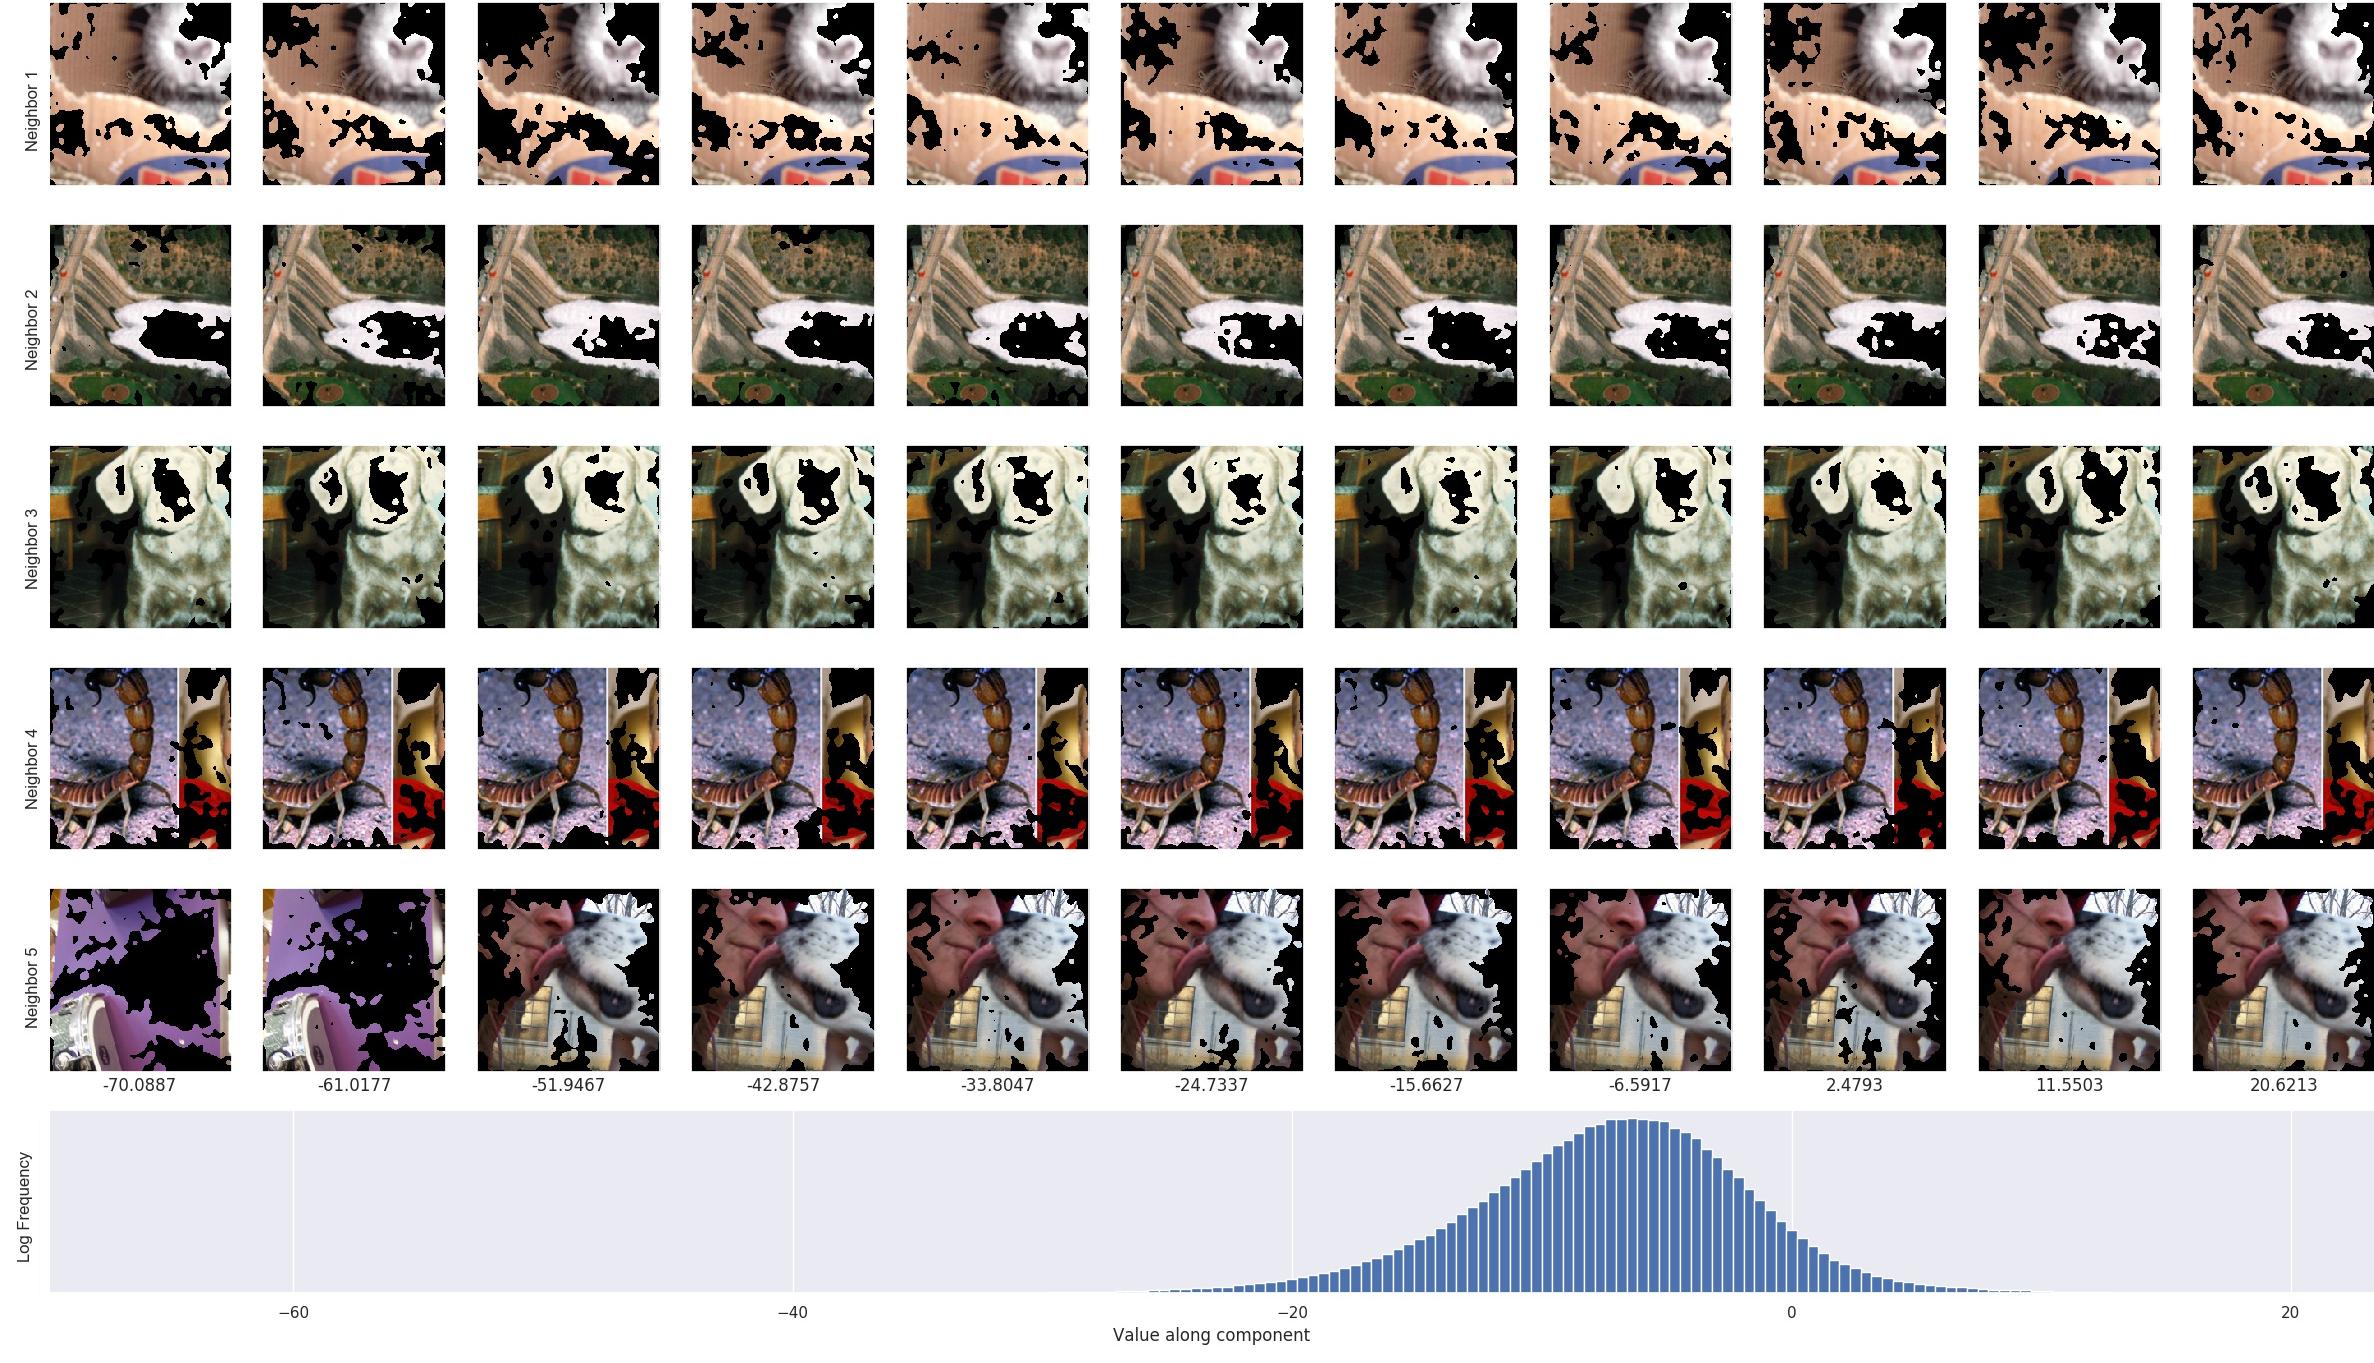 Neighbor 1
Neighbor 2
Neighbor 3
Neighbor 4
Neighbor 5
-70.0887 -61.0177 -51.9467 -42.8757 -33.8047 -24.7337 -15.6627 -6.5917 2.4793 11.5503 20.6213
Log Frequency
−60 −40 −20 0 20
Value along component